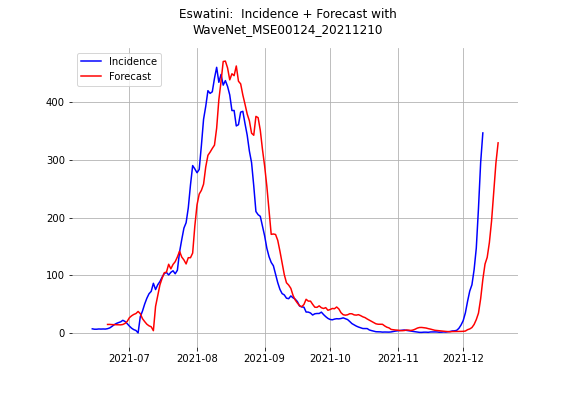 Eswatini:  Incidence + Forecast with
WaveNet_MSE00124_20211210
Incidence
Forecast
400
300
200
100
0
2021-07 2021-08 2021-09 2021-10 2021-11 2021-12